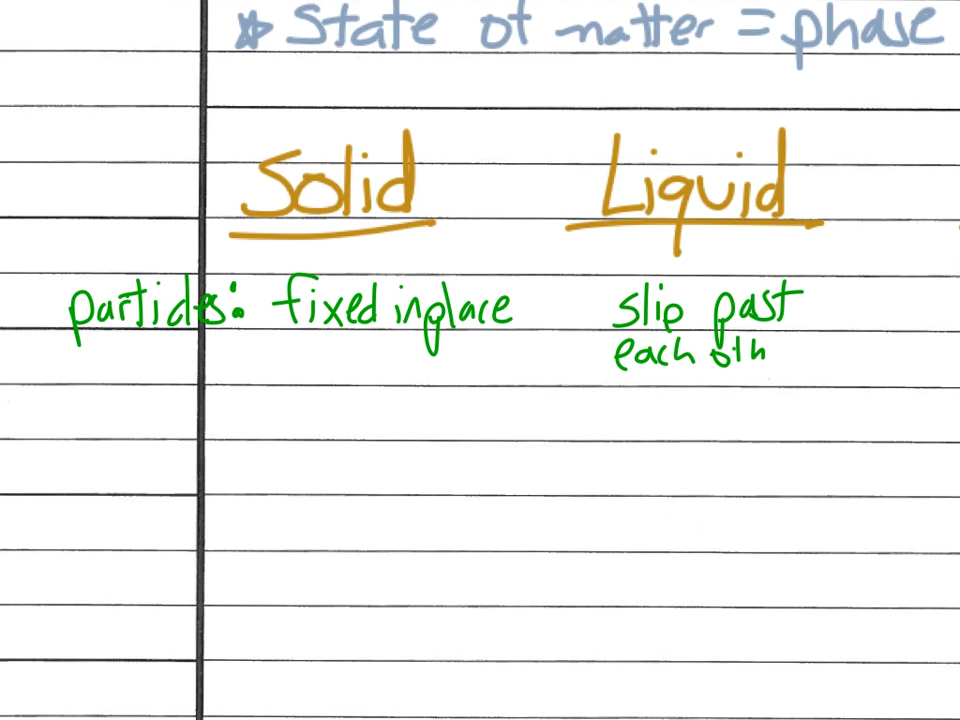 * State of matter = phase
Solid Liquid
particles: fixed in place slip past
each oth